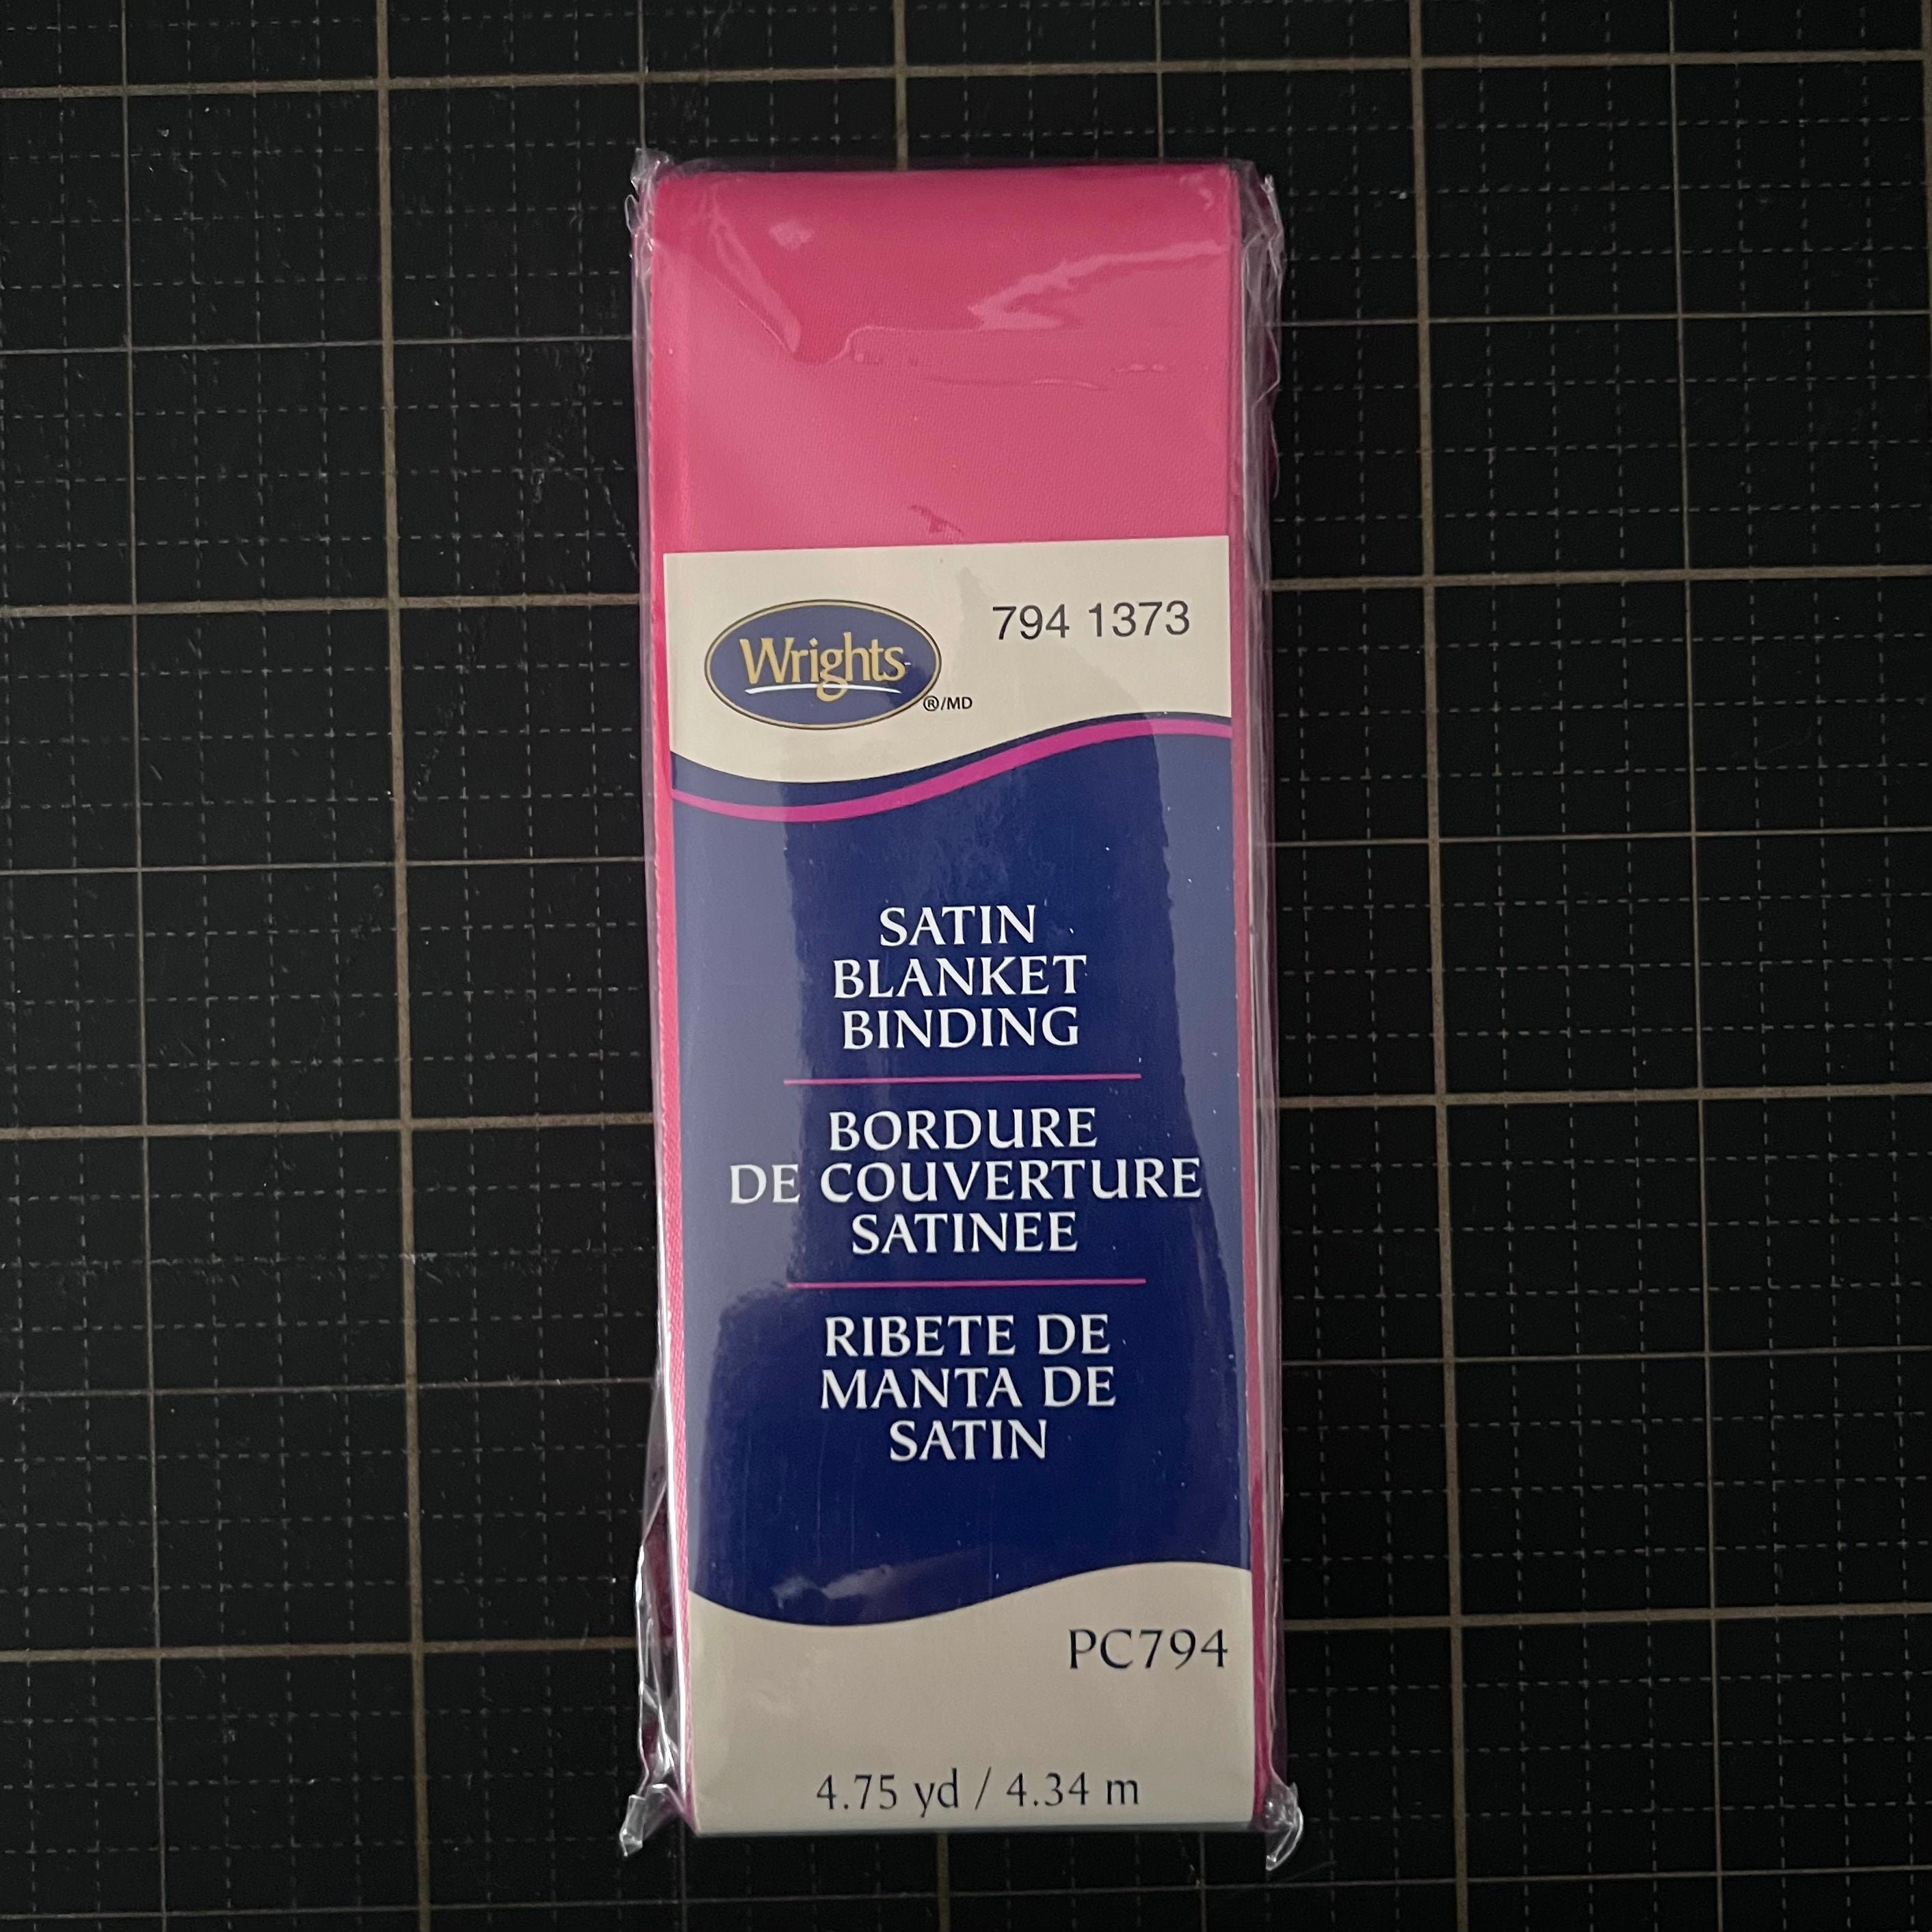 Wrights
®/MD
794 1373
SATIN
BLANKET
BINDING
BORDURE
DE COUVERTURE
SATINEE
RIBETE DE
MANTA DE
SATIN
PC794
4.75 yd / 4.34 m